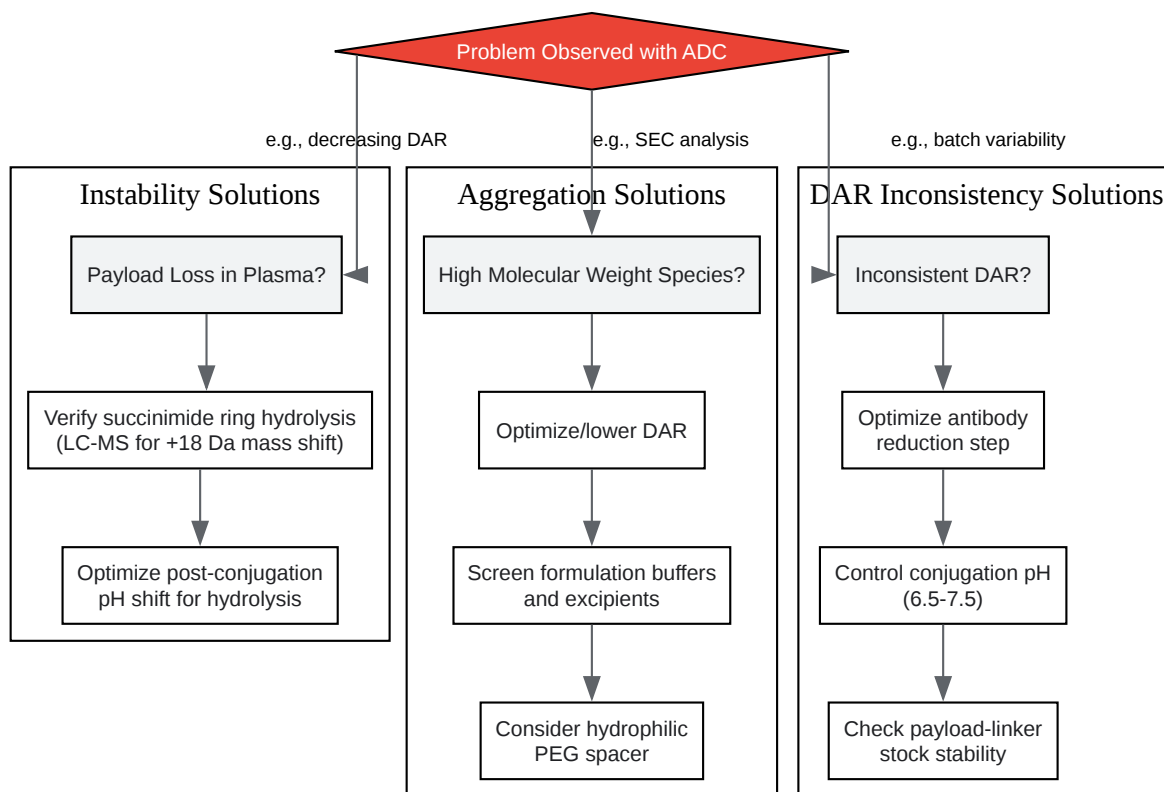 Problem Observed with ADC
e.g., decreasing DAR
e.g., SEC analysis
e.g., batch variability
Instability Solutions
Payload Loss in Plasma?
Verify succinimide ring hydrolysis
(LC-MS for +18 Da mass shift)
Optimize post-conjugation
pH shift for hydrolysis
Aggregation Solutions
High Molecular Weight Species?
Optimize/lower DAR
Screen formulation buffers
and excipients
Consider hydrophilic
PEG spacer
DAR Inconsistency Solutions
Inconsistent DAR?
Optimize antibody
reduction step
Control conjugation pH
(6.5-7.5)
Check payload-linker
stock stability